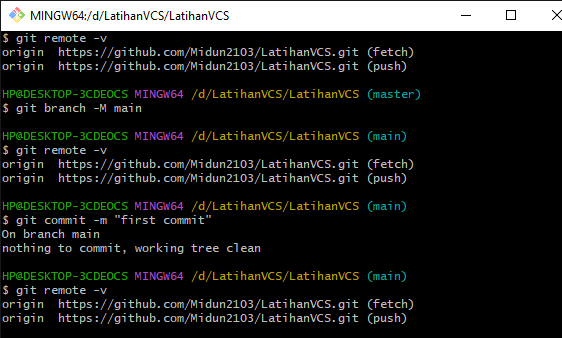 MINGW64:/d/LatihanVCS/LatihanVCS
$ git remote -v
origin  https://github.com/Midun2103/LatihanVCS.git (fetch)
origin  https://github.com/Midun2103/LatihanVCS.git (push)
HP@DESKTOP-3CDEOCS MINGW64 /d/LatihanVCS/LatihanVCS (master)
$ git branch -M main
HP@DESKTOP-3CDEOCS MINGW64 /d/LatihanVCS/LatihanVCS (main)
$ git remote -v
origin  https://github.com/Midun2103/LatihanVCS.git (fetch)
origin  https://github.com/Midun2103/LatihanVCS.git (push)
HP@DESKTOP-3CDEOCS MINGW64 /d/LatihanVCS/LatihanVCS (main)
$ git commit -m "first commit"
On branch main
nothing to commit, working tree clean
HP@DESKTOP-3CDEOCS MINGW64 /d/LatihanVCS/LatihanVCS (main)
$ git remote -v
origin  https://github.com/Midun2103/LatihanVCS.git (fetch)
origin  https://github.com/Midun2103/LatihanVCS.git (push)